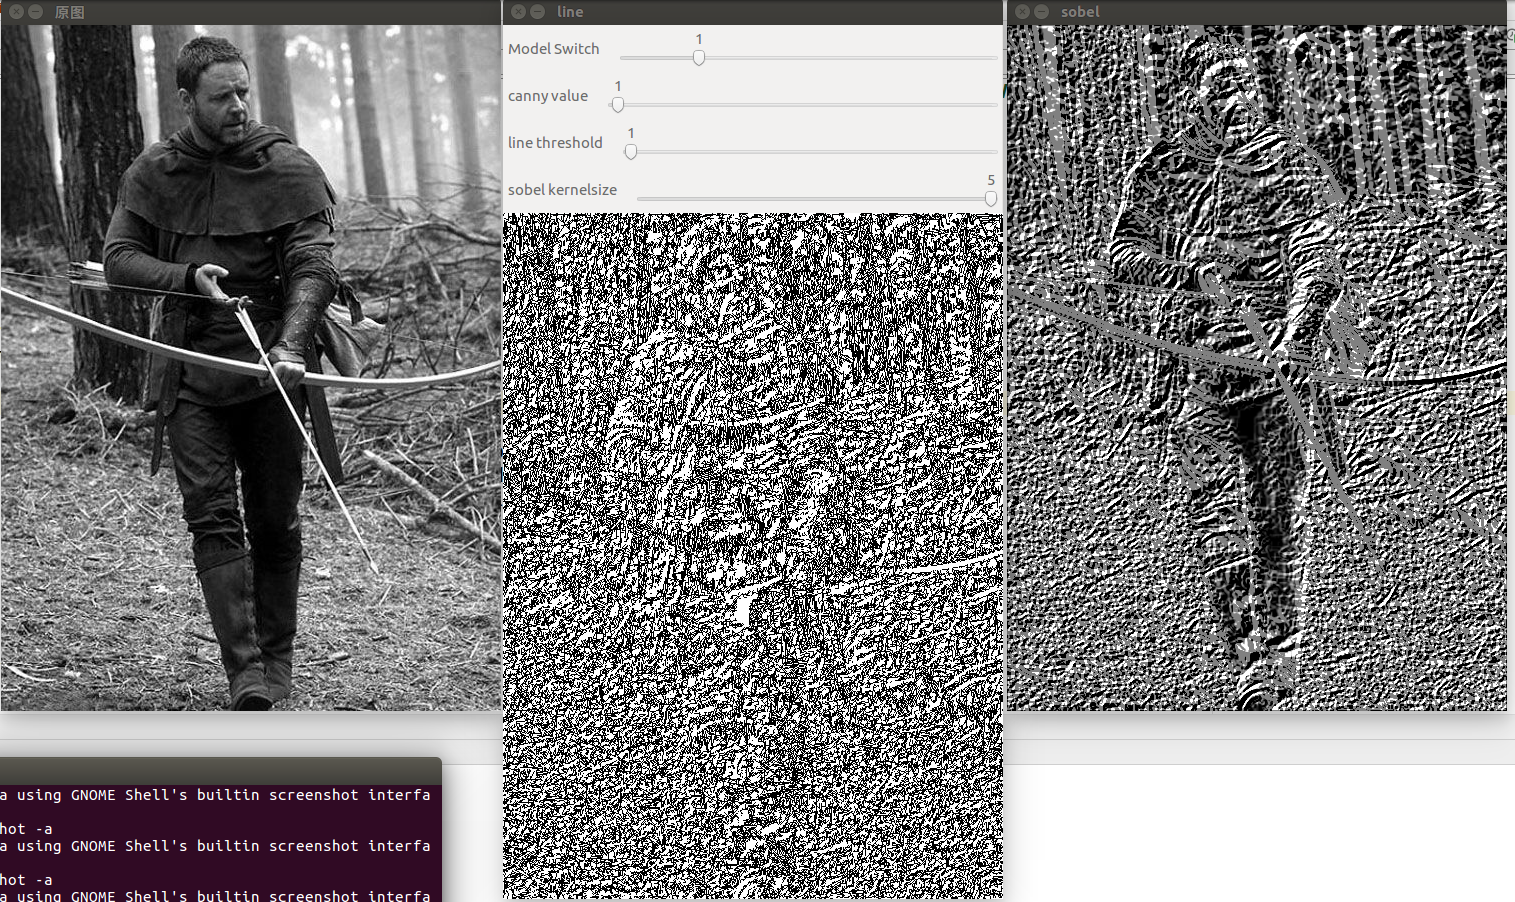 原图
line
sobel
Model Switch
1
canny value
1
line threshold
1
sobel kernelsize
5
a using GNOME Shell's builtin screenshot interfa
hot -a
a using GNOME Shell's builtin screenshot interfa
hot -a
a using GNOME Shell's builtin screenshot interfa